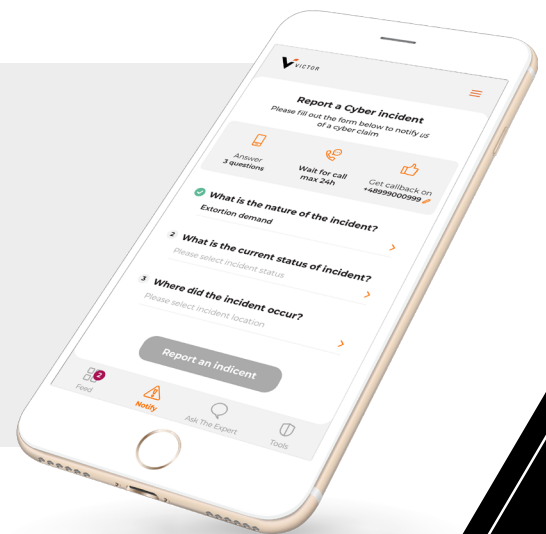 VICTOR
Report a Cyber incident
Please fill out the form below to notify us
of a cyber claim
Answer
3 questions
Wait for call
max 24h
Get callback on
+48999000999
What is the nature of the incident?
Extortion demand
2 What is the current status of incident?
Please select incident status
3 Where did the incident occur?
Please select incident location
Report an indicent
2
Feed
Notify
Ask The Expert
Tools